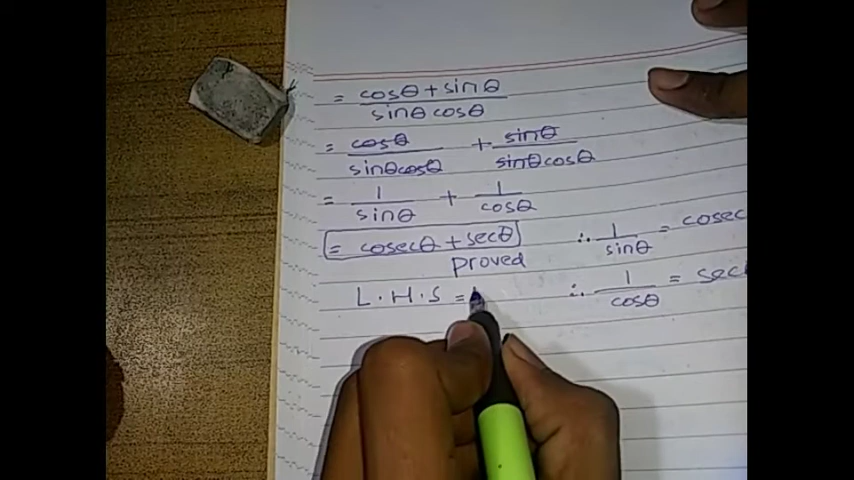 = cosθ + sinθ / sinθ cosθ
= cosθ / sinθcosθ + sinθ / sinθcosθ
= 1 / sinθ + 1 / cosθ
= cosecθ + secθ ∴ 1 / sinθ = cosec
proved
L.H.S = ∴ 1 / cosθ = sec